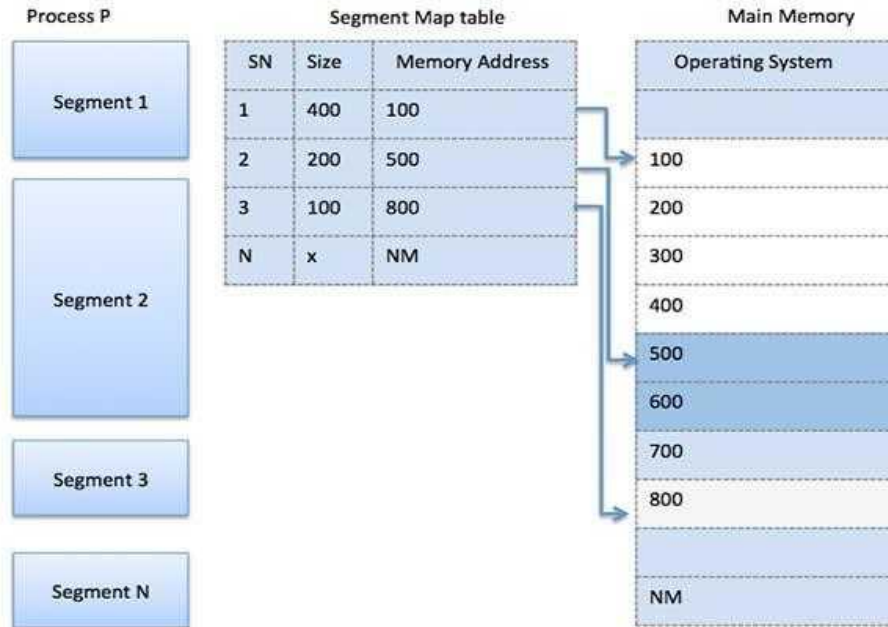 Process P
Segment 1
Segment 2
Segment 3
Segment N
Segment Map table
SN Size Memory Address
1 400 100
2 200 500
3 100 800
N x NM
Main Memory
Operating System
100
200
300
400
500
600
700
800
NM